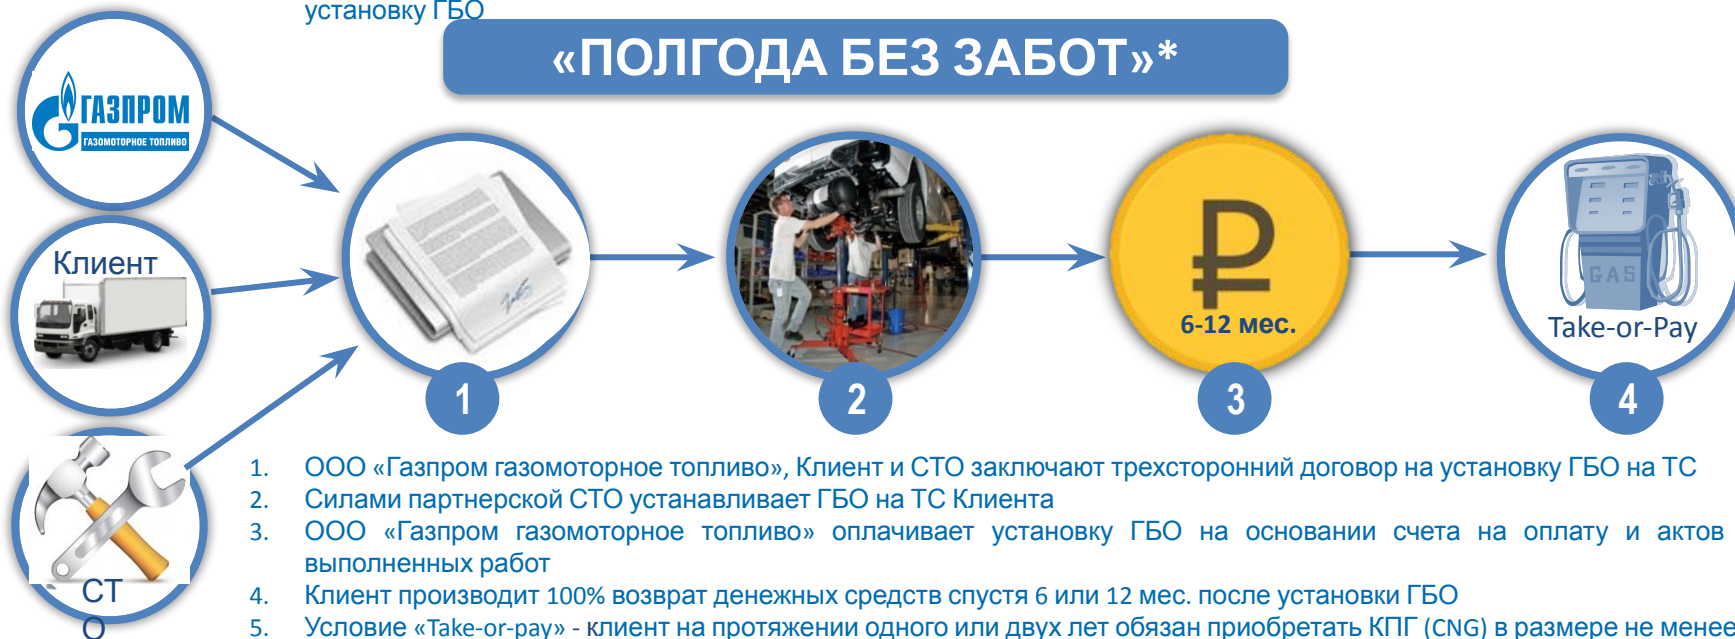 установку ГБО
«ПОЛГОДА БЕЗ ЗАБОТ»*
ГАЗПРОМ
ГАЗОМОТОРНОЕ ТОПЛИВО
Клиент
6-12 мес.
GAS
Take-or-Pay
1
2
3
4
СТ
О
1. ООО «Газпром газомоторное топливо», Клиент и СТО заключают трехсторонний договор на установку ГБО на ТС
2. Силами партнерской СТО устанавливает ГБО на ТС Клиента
3. ООО «Газпром газомоторное топливо» оплачивает установку ГБО на основании счета на оплату и актов
выполненных работ
4. Клиент производит 100% возврат денежных средств спустя 6 или 12 мес. после установки ГБО
5. Условие «Take-or-pay» - клиент на протяжении одного или двух лет обязан приобретать КПГ (CNG) в размере не менее